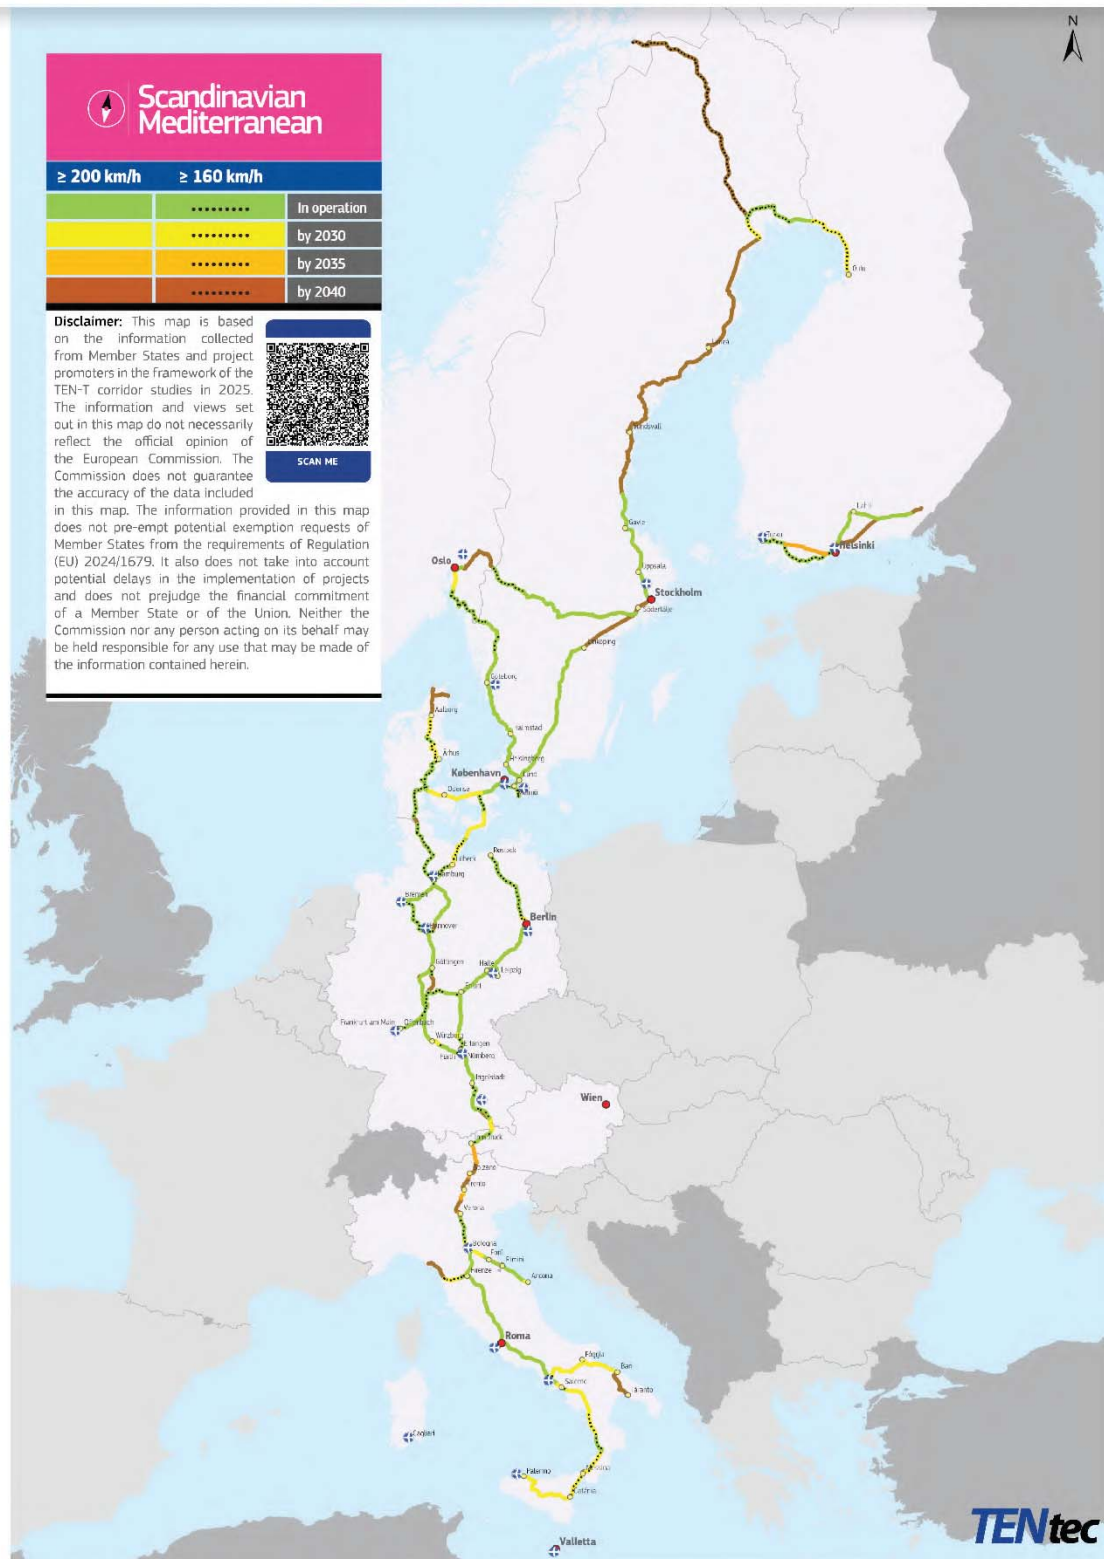 N
Scandinavian
Mediterranean
≥ 200 km/h ≥ 160 km/h
In operation
by 2030
by 2035
by 2040
Disclaimer: This map is based
on the information collected
from Member States and project
promoters in the framework of the
TEN-T corridor studies in 2025.
The information and views set
out in this map do not necessarily
reflect the official opinion of
the European Commission. The
Commission does not guarantee
the accuracy of the data included
in this map. The information provided in this map
does not pre-empt potential exemption requests of
Member States from the requirements of Regulation
(EU) 2024/1679. It also does not take into account
potential delays in the implementation of projects
and does not prejudge the financial commitment
of a Member State or of the Union. Neither the
Commission nor any person acting on its behalf may
be held responsible for any use that may be made of
the information contained herein.
SCAN ME
Gävle
Helsinki
Uppsala
Oslo
Stockholm
Södertälje
Göteborg
Aalborg
Halmstad
Århus
Helsingborg
København
Lund
Odense
Rostock
Hamburg
Bremen
Berlin
Hannover
Göttingen
Halle
Leipzig
Erfurt
Frankfurt am Main
Offenbach
Würzburg
Erlangen
Fürth
Nürnberg
Ingolstadt
Wien
Innsbruck
Bolzano
Trento
Verona
Bologna
Forlì
Rimini
Firenze
Ancona
Roma
Foggia
Bari
Salerno
Taranto
Cagliari
Palermo
Messina
Catania
Valletta
TENtec